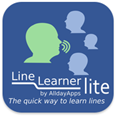 Line Learner
lite
by AlldayApps
The quick way to learn lines